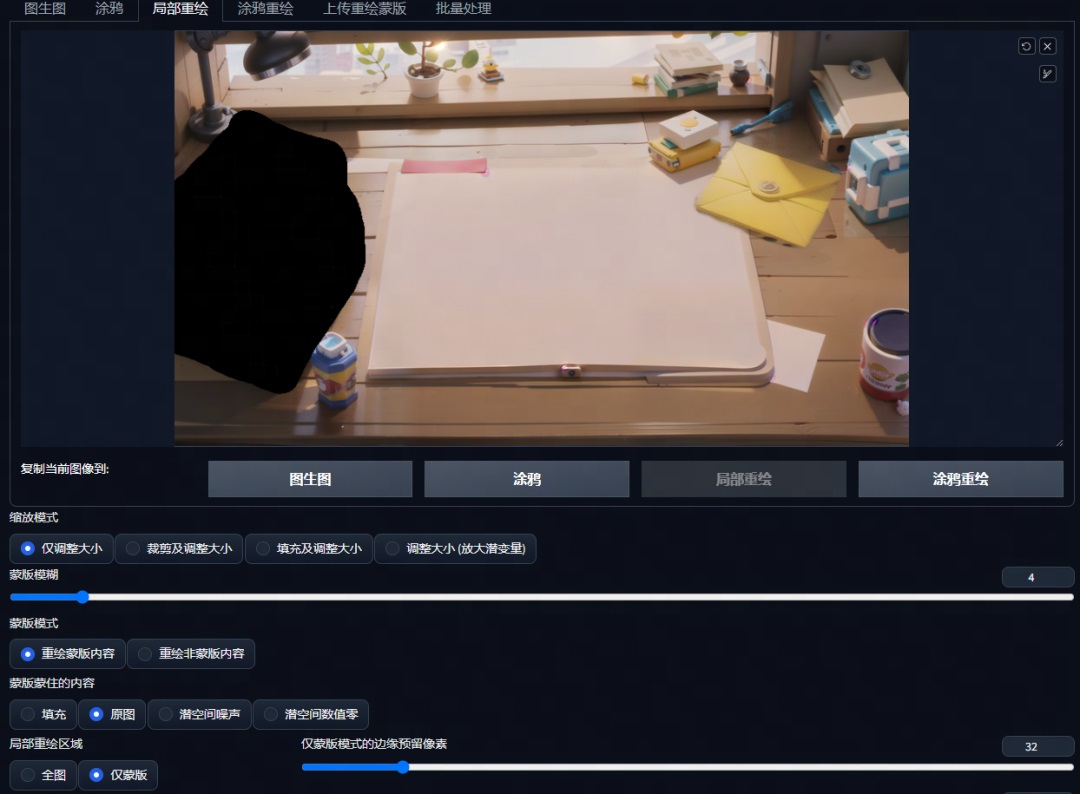 图生图 涂鸦 局部重绘 涂鸦重绘 上传重绘蒙版 批量处理
复制当前图像到:
图生图 涂鸦 局部重绘 涂鸦重绘
缩放模式
仅调整大小 裁剪及调整大小 填充及调整大小 调整大小 (放大潜变量)
蒙版模糊 4
蒙版模式
重绘蒙版内容 重绘非蒙版内容
蒙版蒙住的内容
填充 原图 潜空间噪声 潜空间数值零
局部重绘区域 仅蒙版模式的边缘预留像素 32
全图 仅蒙版